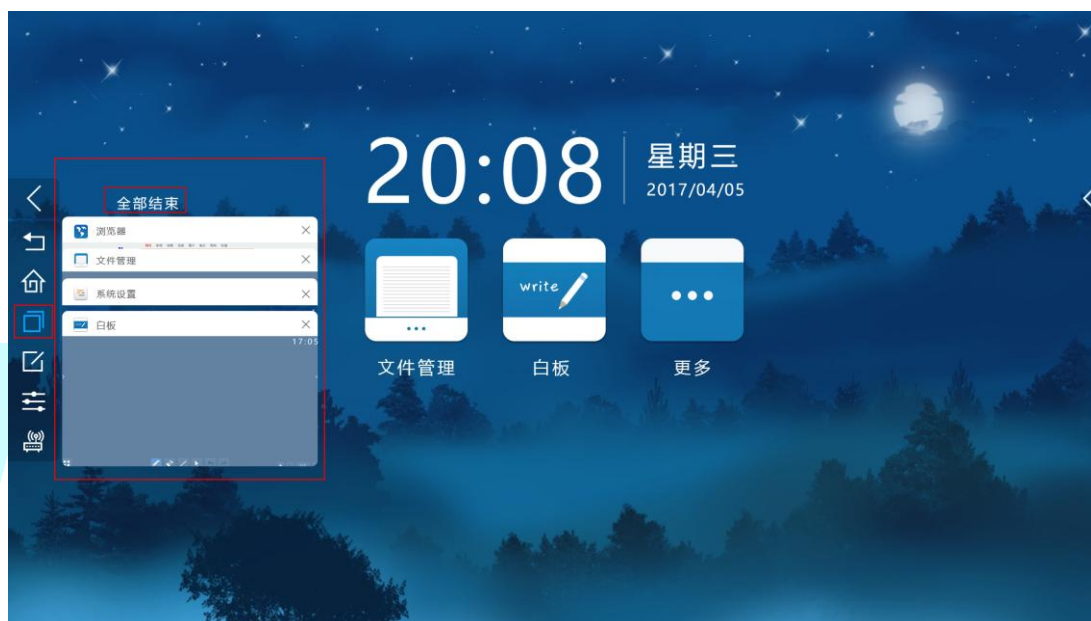 20:08
星期三
2017/04/05
全部结束
浏览器
文件管理
系统设置
白板
17:05
write
文件管理
白板
更多